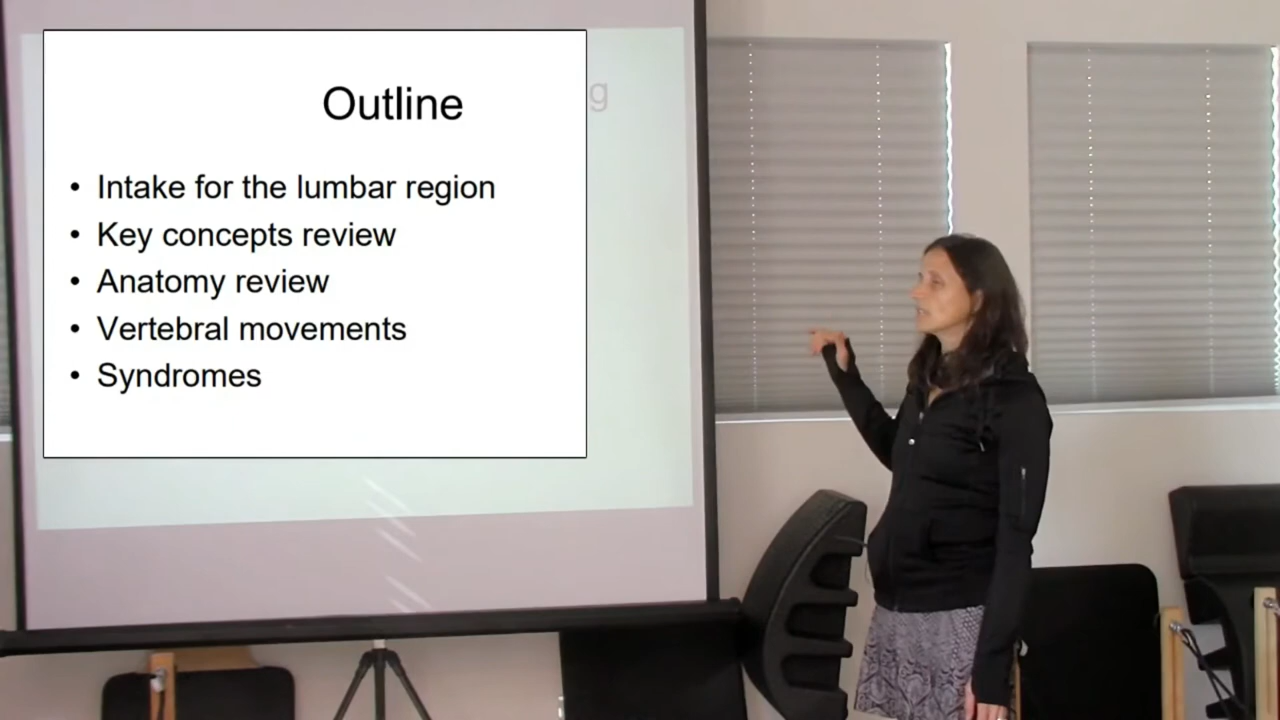 Outline
• Intake for the lumbar region
• Key concepts review
• Anatomy review
• Vertebral movements
• Syndromes